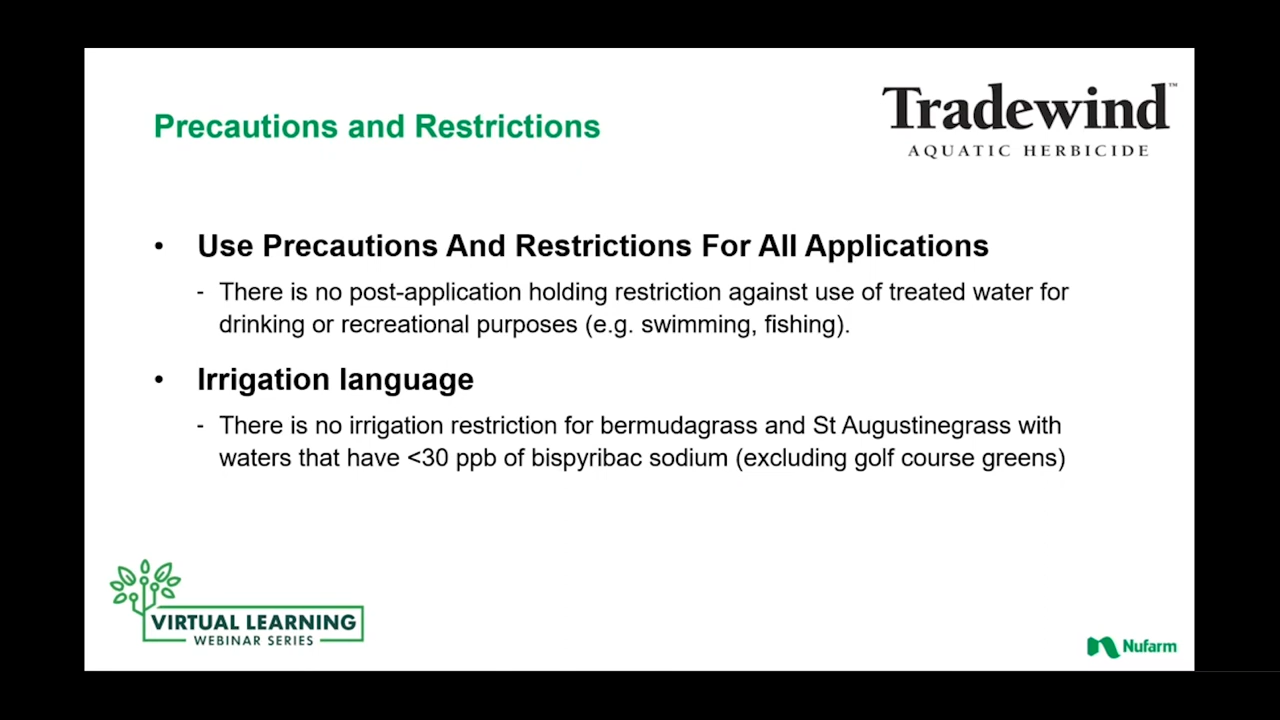 Precautions and Restrictions
Tradewind™
AQUATIC HERBICIDE
• Use Precautions And Restrictions For All Applications
- There is no post-application holding restriction against use of treated water for
drinking or recreational purposes (e.g. swimming, fishing).
• Irrigation language
- There is no irrigation restriction for bermudagrass and St Augustinegrass with
waters that have <30 ppb of bispyribac sodium (excluding golf course greens)
VIRTUAL LEARNING
WEBINAR SERIES
Nufarm